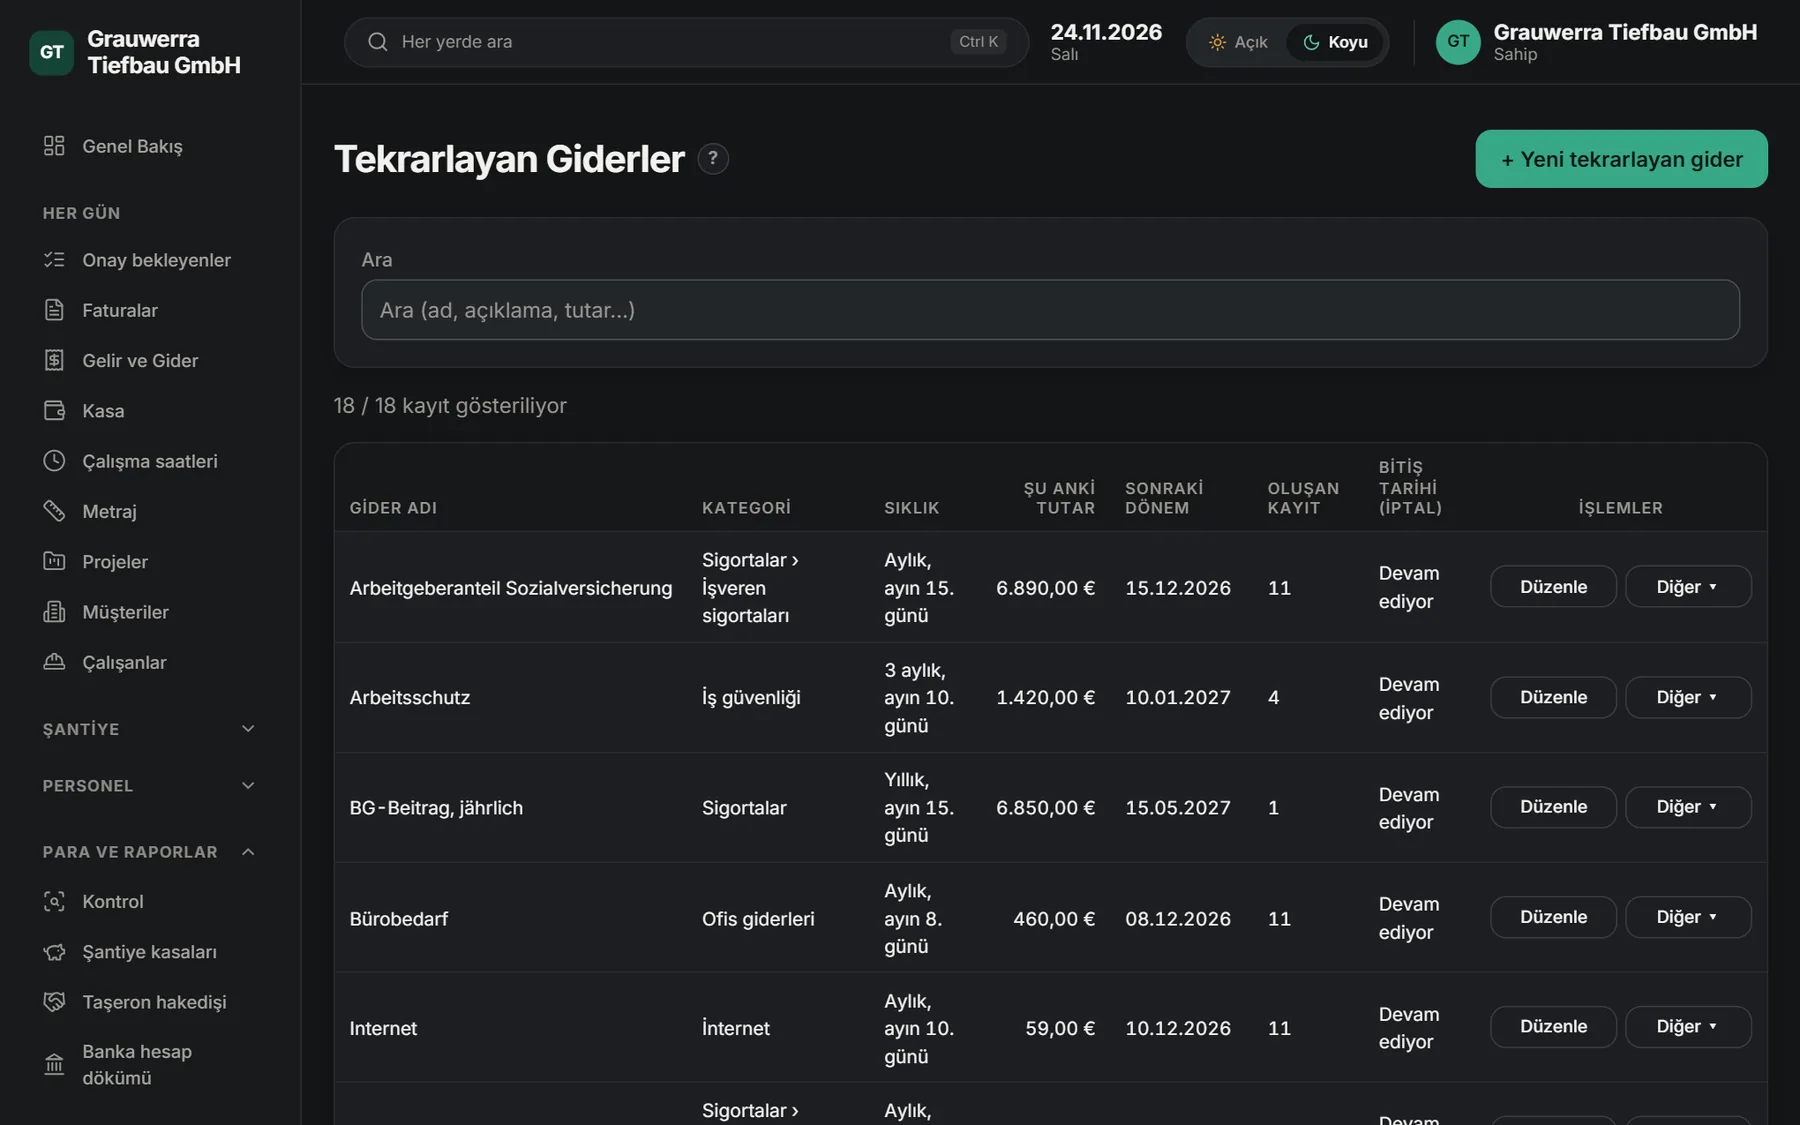 GT
Grauwerra
Tiefbau GmbH
Genel Bakış
HER GÜN
Onay bekleyenler
Faturalar
Gelir ve Gider
Kasa
Çalışma saatleri
Metraj
Projeler
Müşteriler
Çalışanlar
ŞANTİYE
PERSONEL
PARA VE RAPORLAR
Kontrol
Şantiye kasaları
Taşeron hakedişi
Banka hesap
dökümü
Her yerde ara
Ctrl K
24.11.2026
Salı
Açık
Koyu
GT
Grauwerra Tiefbau GmbH
Sahip
Tekrarlayan Giderler ?
+ Yeni tekrarlayan gider
Ara
Ara (ad, açıklama, tutar...)
18 / 18 kayıt gösteriliyor
GİDER ADI
KATEGORİ
SIKLIK
ŞU ANKİ
TUTAR
SONRAKİ
DÖNEM
OLUŞAN
KAYIT
BİTİŞ
TARİHİ
(İPTAL)
İŞLEMLER
Arbeitgeberanteil Sozialversicherung
Sigortalar ›
İşveren
sigortaları
Aylık,
ayın 15.
günü
6.890,00 €
15.12.2026
11
Devam
ediyor
Düzenle
Diğer ▾
Arbeitsschutz
İş güvenliği
3 aylık,
ayın 10.
günü
1.420,00 €
10.01.2027
4
Devam
ediyor
Düzenle
Diğer ▾
BG-Beitrag, jährlich
Sigortalar
Yıllık,
ayın 15.
günü
6.850,00 €
15.05.2027
1
Devam
ediyor
Düzenle
Diğer ▾
Bürobedarf
Ofis giderleri
Aylık,
ayın 8.
günü
460,00 €
08.12.2026
11
Devam
ediyor
Düzenle
Diğer ▾
Internet
İnternet
Aylık,
ayın 10.
günü
59,00 €
10.12.2026
11
Devam
ediyor
Düzenle
Diğer ▾
Sigortalar ›
Aylık,
Devam